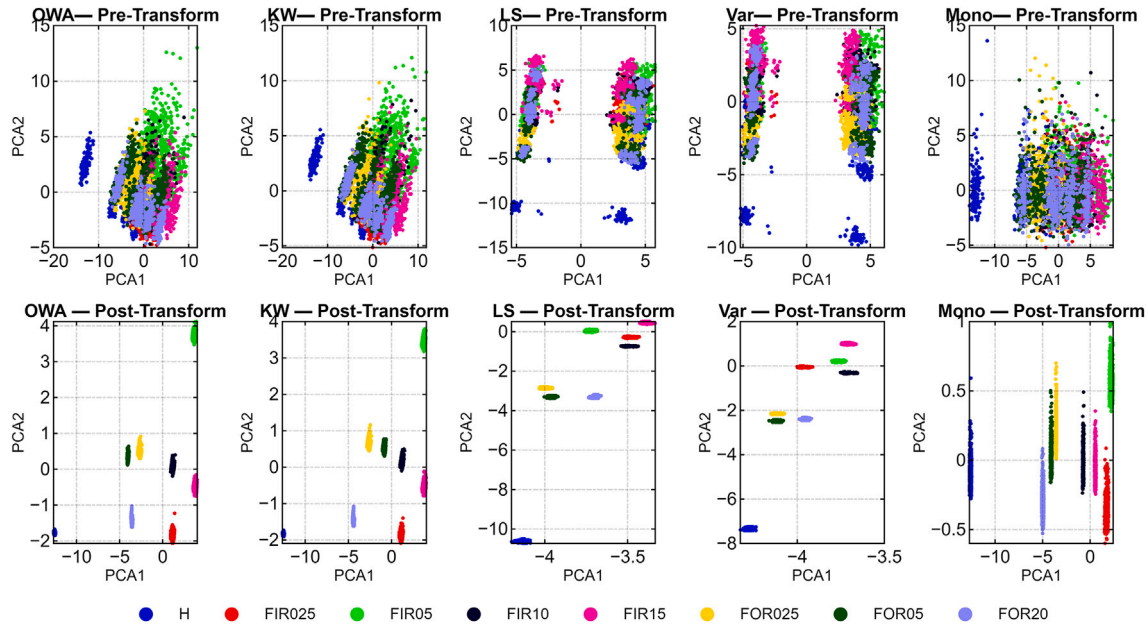 OWA— Pre-Transform KW— Pre-Transform LS— Pre-Transform Var— Pre-Transform Mono— Pre-Transform
PCA2 15 10 5 0 −5
−20 −10 0 10
PCA1
PCA2 15 10 5 0 −5
−20 −10 0 10
PCA1
PCA2 10 5 0 −5 −10 −15
−5 0 5
PCA1
PCA2 5 0 −5 −10
−5 0 5
PCA1
PCA2 15 10 5 0 −5
−10 −5 0 5
PCA1
OWA — Post-Transform KW — Post-Transform LS — Post-Transform Var — Post-Transform Mono — Post-Transform
PCA2 4 3 2 1 0 −1 −2
−10 −5 0
PCA1
PCA2 4 3 2 1 0 −1 −2
−10 −5 0
PCA1
PCA2 0 −2 −4 −6 −8 −10
−4 −3.5
PCA1
PCA2 2 0 −2 −4 −6 −8
−4 −3.5
PCA1
PCA2 1 0.5 0 −0.5
−10 −5 0
PCA1
H FIR025 FIR05 FIR10 FIR15 FOR025 FOR05 FOR20